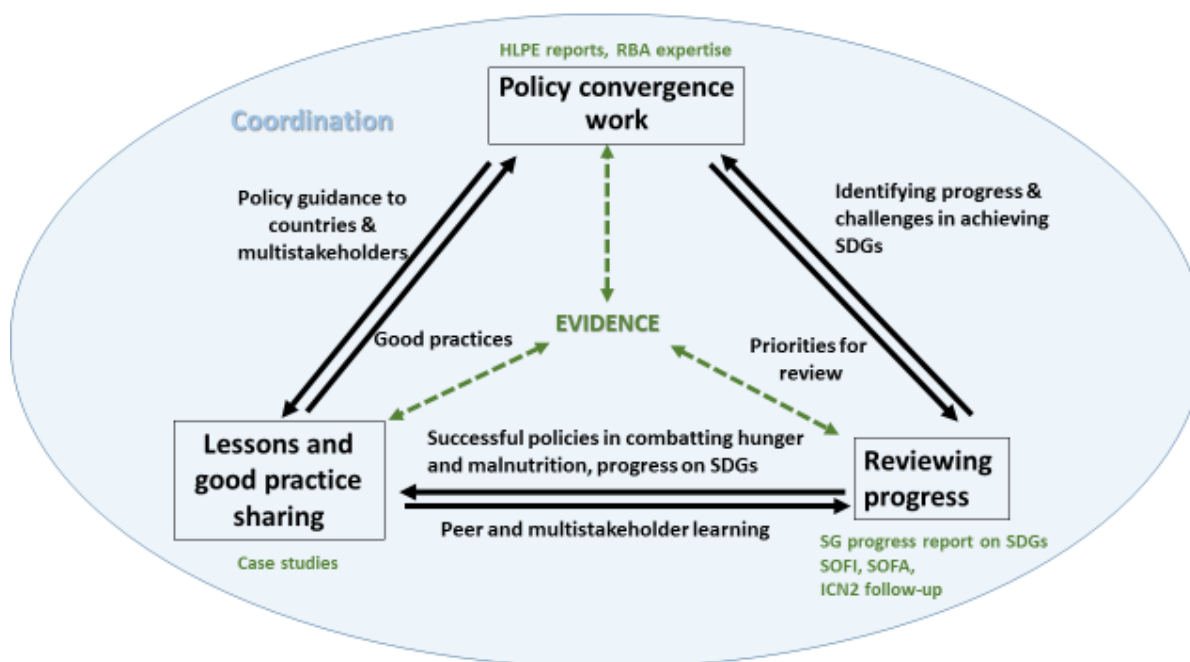 HLPE reports, RBA expertise
Policy convergence
work
Coordination
Policy guidance to
countries &
multistakeholders
Identifying progress &
challenges in achieving
SDGs
EVIDENCE
Good practices
Priorities for
review
Lessons and
good practice
sharing
Successful policies in combatting hunger
and malnutrition, progress on SDGs
Reviewing
progress
Peer and multistakeholder learning
Case studies
SG progress report on SDGs
SOFI, SOFA,
ICN2 follow-up